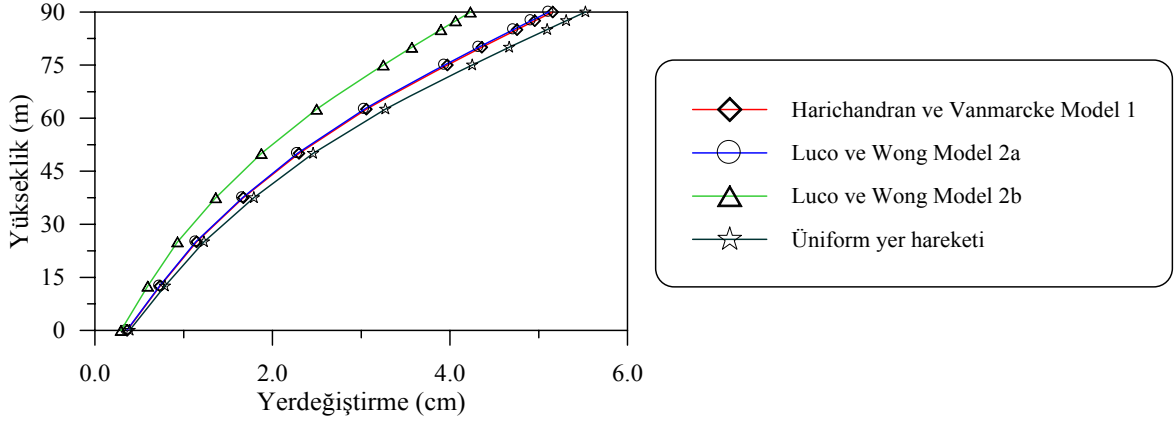 90
75
60
45
30
15
0
Yükseklik (m)
0.0
2.0
4.0
6.0
Yerdeğiştirme (cm)
Harichandran ve Vanmarcke Model 1
Luco ve Wong Model 2a
Luco ve Wong Model 2b
Üniform yer hareketi